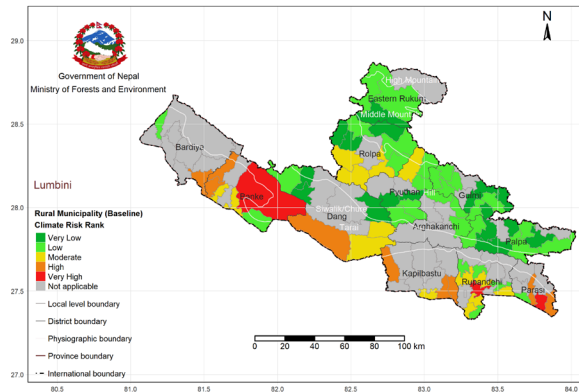 N
29.0
Government of Nepal
Ministry of Forests and Environment
High Mountain
Eastern Rukum
Middle Mount
28.5
Bardiya
Rolpa
Lumbini
Banke
Pyuthan
Gulmi
28.0
Rural Municipality (Baseline)
Climate Risk Rank
Very Low
Low
Moderate
High
Very High
Not applicable
Dang
Tarai
Arghakanchi
Palpa
Kapilbastu
Rupandehi
Parasi
27.5
Local level boundary
District boundary
Physiographic boundary
Province boundary
International boundary
0 20 40 60 80 100 km
27.0
80.5 81.0 81.5 82.0 82.5 83.0 83.5 84.0